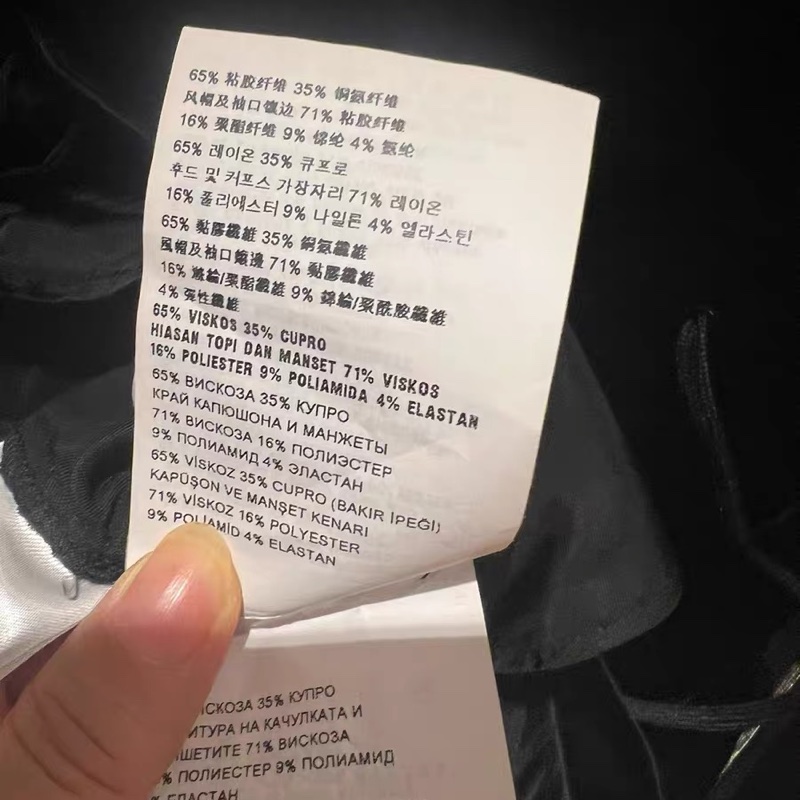 65% 粘胶纤维 35% 铜氨纤维
风帽及袖口镶边 71% 粘胶纤维
16% 聚酯纤维 9% 锦纶 4% 氨纶
65% 레이온 35% 큐프로
후드 및 커프스 가장자리 71% 레이온
16% 폴리에스터 9% 나일론 4% 엘라스틴
65% 黏膠纖維 35% 銅氨纖維
風帽及袖口鑲邊 71% 黏膠纖維
16% 滌綸/聚酯纖維 9% 錦綸/聚酰胺纖維
4% 彈性纖維
65% VISKOS 35% CUPRO
HIASAN TOPI DAN MANSET 71% VISKOS
16% POLIESTER 9% POLIAMIDA 4% ELASTAN
65% ВИСКОЗА 35% КУПРО
КРАЙ КАПЮШОНА И МАНЖЕТЫ
71% ВИСКОЗА 16% ПОЛИЭСТЕР
9% ПОЛИАМИД 4% ЭЛАСТАН
65% VİSKOZ 35% CUPRO (BAKIR İPEĞİ)
KAPÜŞON VE MANŞET KENARI
71% VİSKOZ 16% POLYESTER
9% POLIAMİD 4% ELASTAN
ИСКОЗА 35% КУПРО
ИТУРА НА КАЧУЛКАТА И
ШЕТИТЕ 71% ВИСКОЗА
% ПОЛИЕСТЕР 9% ПОЛИАМИД
% ЕЛАСТАН